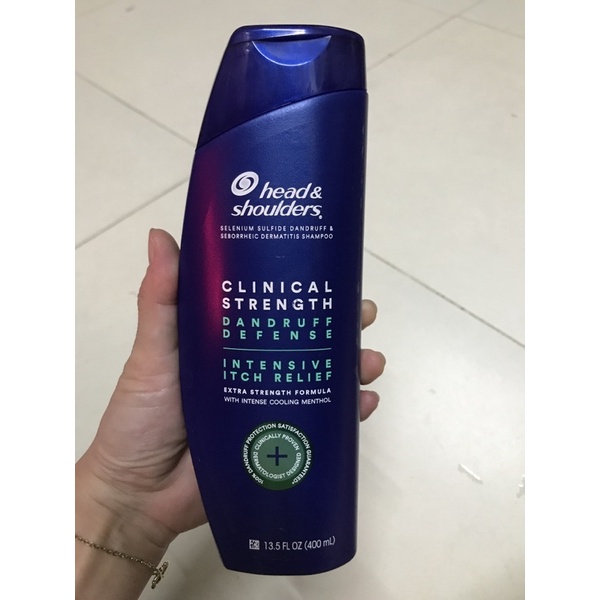 head &
shoulders®
SELENIUM SULFIDE DANDRUFF &
SEBORRHEIC DERMATITIS SHAMPOO
CLINICAL
STRENGTH
DANDRUFF
DEFENSE
INTENSIVE
ITCH RELIEF
EXTRA STRENGTH FORMULA
WITH INTENSE COOLING MENTHOL
100% DANDRUFF PROTECTION SATISFACTION GUARANTEED*
CLINICALLY PROVEN
DERMATOLOGIST DESIGNED
+
13.5 FL OZ (400 mL)